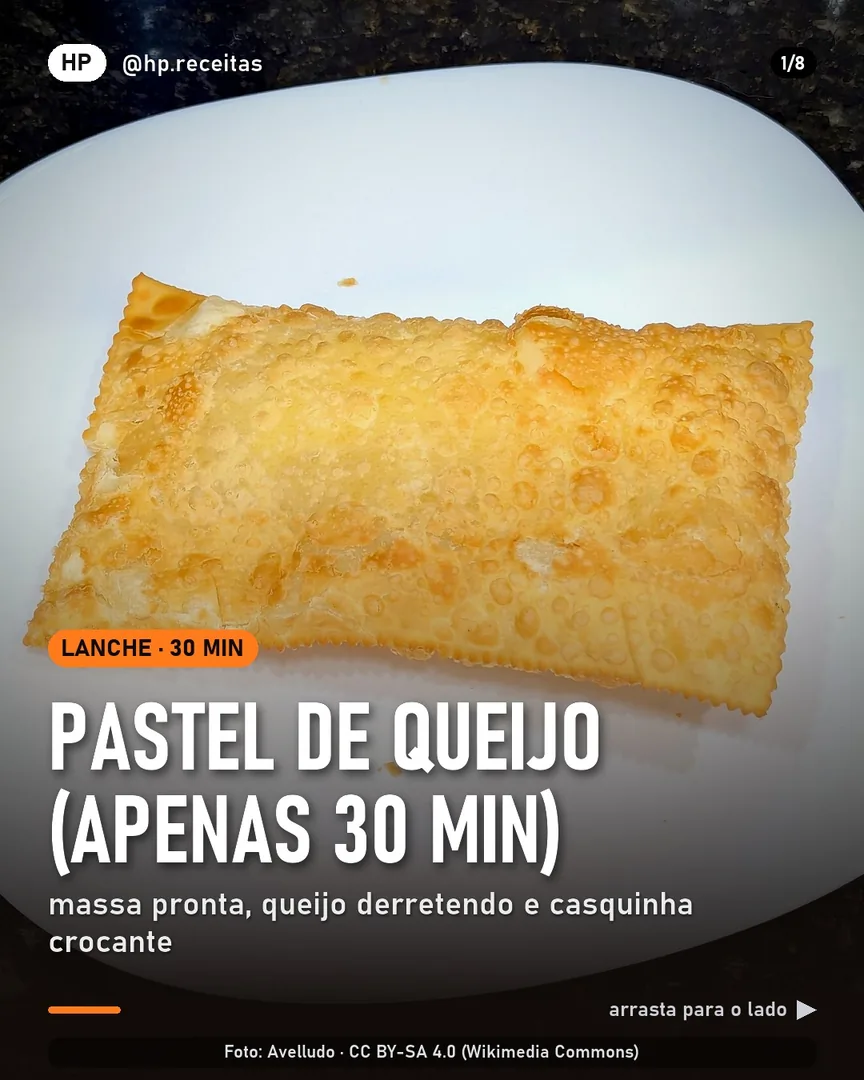 HP @hp.receitas
1/8
LANCHE · 30 MIN
PASTEL DE QUEIJO
(APENAS 30 MIN)
massa pronta, queijo derretendo e casquinha
crocante
arrasta para o lado ▶
Foto: Avelludo · CC BY-SA 4.0 (Wikimedia Commons)